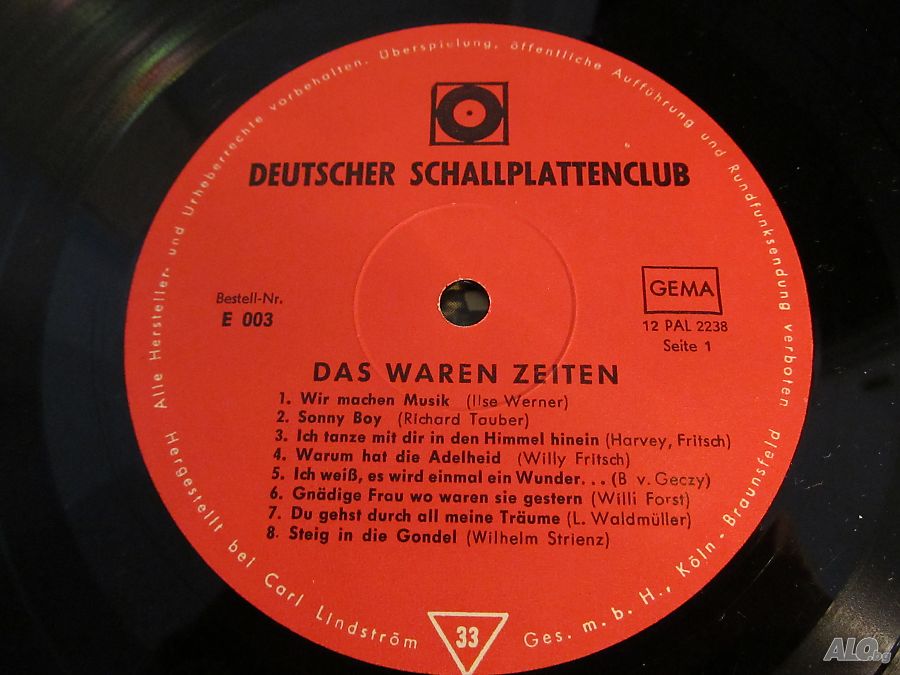 Alle Hersteller- und Urheberrechte vorbehalten. Überspielung, öffentliche Aufführung und Rundfunksendung verboten
DEUTSCHER SCHALLPLATTENCLUB
Bestell-Nr.
E 003
GEMA
12 PAL 2238
Seite 1
DAS WAREN ZEITEN
1. Wir machen Musik (Ilse Werner)
2. Sonny Boy (Richard Tauber)
3. Ich tanze mit dir in den Himmel hinein (Harvey, Fritsch)
4. Warum hat die Adelheid (Willy Fritsch)
5. Ich weiß, es wird einmal ein Wunder... (B v. Geczy)
6. Gnädige Frau wo waren sie gestern (Willi Forst)
7. Du gehst durch all meine Träume (L. Waldmüller)
8. Steig in die Gondel (Wilhelm Strienz)
Hergestellt bei Carl Lindström Ges. m. b. H., Köln - Braunsfeld
33
ALO.bg